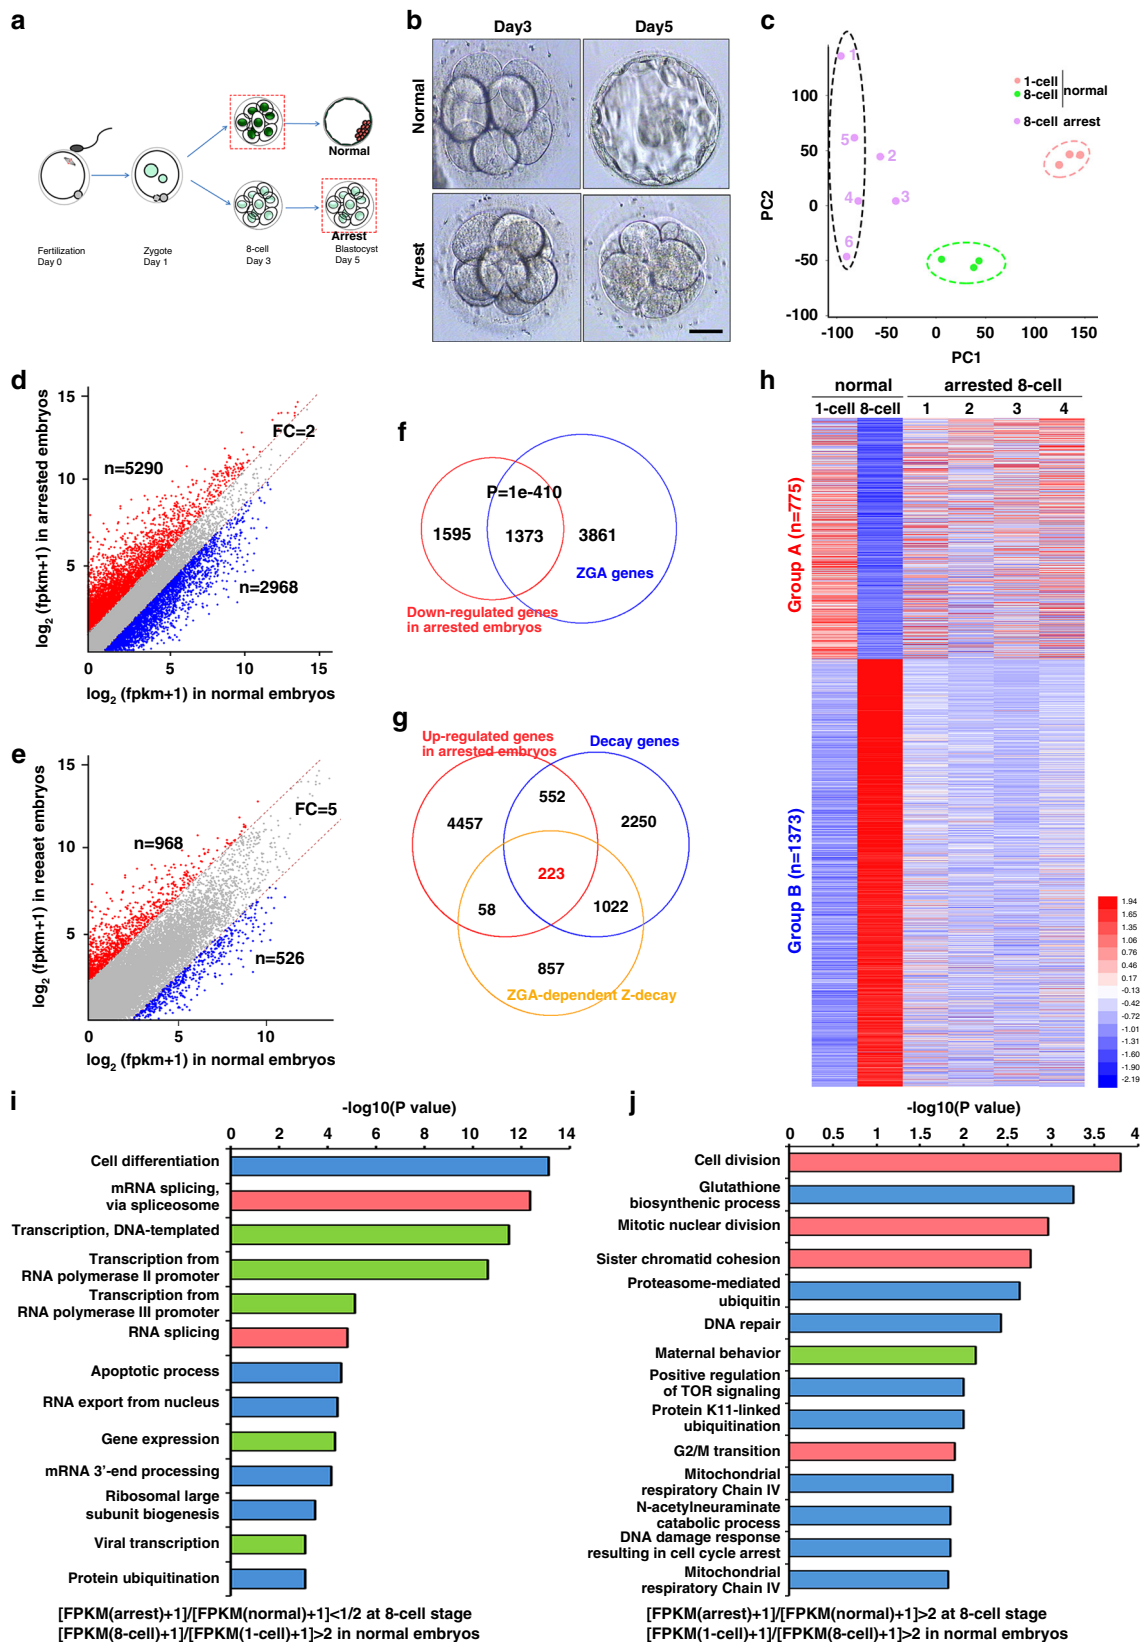 a
Fertilization
Day 0
Zygote
Day 1
8-cell
Day 3
Normal
Arrest
Blastocyst
Day 5
b
Day3
Day5
Normal
Arrest
c
PC2
100
50
0
-50
-100
-100
-50
0
50
100
150
PC1
1
5
2
4
3
6
1-cell
8-cell
normal
8-cell arrest
d
log2 (fpkm+1) in arrested embryos
15
10
5
0
5
10
15
n=5290
FC=2
n=2968
log2 (fpkm+1) in normal embryos
e
log2 (fpkm+1) in reeaet embryos
15
10
5
0
5
10
n=968
FC=5
n=526
log2 (fpkm+1) in normal embryos
f
P=1e-410
1595
1373
3861
ZGA genes
Down-regulated genes
in arrested embryos
g
Up-regulated genes
in arrested embryos
Decay genes
552
4457
2250
223
58
1022
857
ZGA-dependent Z-decay
h
normal
arrested 8-cell
1-cell
8-cell
1
2
3
4
Group A (n=775)
Group B (n=1373)
1.94
1.65
1.35
1.06
0.76
0.46
0.17
-0.13
-0.42
-0.72
-1.01
-1.31
-1.60
-1.90
-2.19
i
-log10(P value)
0 2 4 6 8 10 12 14
Cell differentiation
mRNA splicing,
via spliceosome
Transcription, DNA-templated
Transcription from
RNA polymerase II promoter
Transcription from
RNA polymerase III promoter
RNA splicing
Apoptotic process
RNA export from nucleus
Gene expression
mRNA 3'-end processing
Ribosomal large
subunit biogenesis
Viral transcription
Protein ubiquitination
[FPKM(arrest)+1]/[FPKM(normal)+1]<1/2 at 8-cell stage
[FPKM(8-cell)+1]/[FPKM(1-cell)+1]>2 in normal embryos
j
-log10(P value)
0 0.5 1 1.5 2 2.5 3 3.5 4
Cell division
Glutathione
biosynthenic process
Mitotic nuclear division
Sister chromatid cohesion
Proteasome-mediated
ubiquitin
DNA repair
Maternal behavior
Positive regulation
of TOR signaling
Protein K11-linked
ubiquitination
G2/M transition
Mitochondrial
respiratory Chain IV
N-acetylneuraminate
catabolic process
DNA damage response
resulting in cell cycle arrest
Mitochondrial
respiratory Chain IV
[FPKM(arrest)+1]/[FPKM(normal)+1]>2 at 8-cell stage
[FPKM(1-cell)+1]/[FPKM(8-cell)+1]>2 in normal embryos